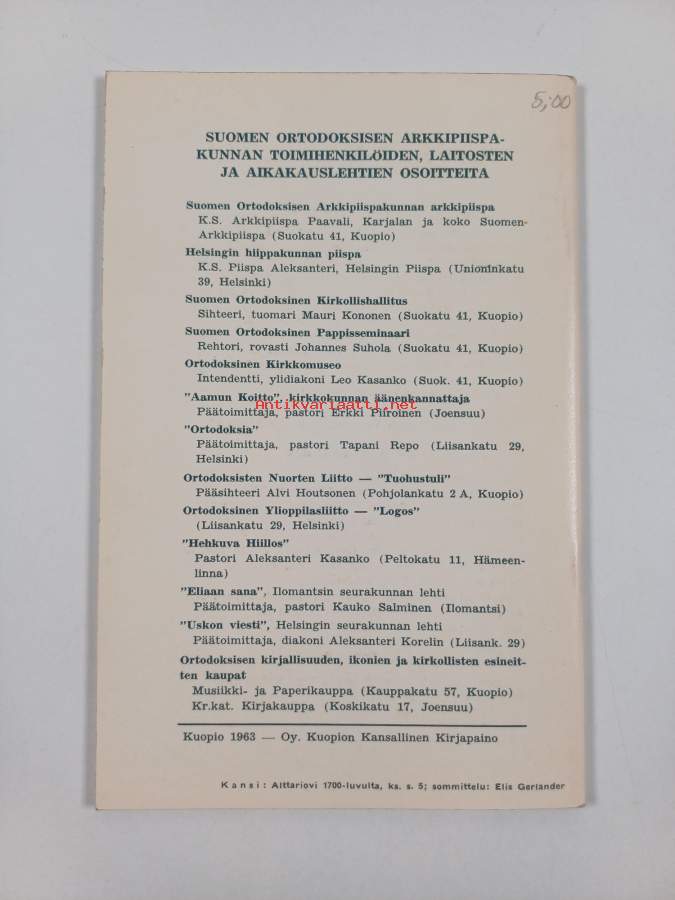 5,00
SUOMEN ORTODOKSISEN ARKKIPIISPA-
KUNNAN TOIMIHENKILÖIDEN, LAITOSTEN
JA AIKAKAUSLEHTIEN OSOITTEITA
Suomen Ortodoksisen Arkkipiispakunnan arkkipiispa
K.S. Arkkipiispa Paavali, Karjalan ja koko Suomen
Arkkipiispa (Suokatu 41, Kuopio)
Helsingin hiippakunnan piispa
K.S. Piispa Aleksanteri, Helsingin Piispa (Unioninkatu
39, Helsinki)
Suomen Ortodoksinen Kirkollishallitus
Sihteeri, tuomari Mauri Kononen (Suokatu 41, Kuopio)
Suomen Ortodoksinen Pappisseminaari
Rehtori, rovasti Johannes Suhola (Suokatu 41, Kuopio)
Ortodoksinen Kirkkomuseo
Intendentti, ylidiakoni Leo Kasanko (Suok. 41, Kuopio)
"Aamun Koitto", kirkkokunnan äänenkannattaja
Antikvariaatti.net
Päätoimittaja, pastori Erkki Piiroinen (Joensuu)
"Ortodoksia"
Päätoimittaja, pastori Tapani Repo (Liisankatu 29,
Helsinki)
Ortodoksisten Nuorten Liitto — "Tuohustuli"
Pääsihteeri Alvi Houtsonen (Pohjolankatu 2 A, Kuopio)
Ortodoksinen Ylioppilasliitto — "Logos"
(Liisankatu 29, Helsinki)
"Hehkuva Hiillos"
Pastori Aleksanteri Kasanko (Peltokatu 11, Hämeen-
linna)
"Eliaan sana", Ilomantsin seurakunnan lehti
Päätoimittaja, pastori Kauko Salminen (Ilomantsi)
"Uskon viesti", Helsingin seurakunnan lehti
Päätoimittaja, diakoni Aleksanteri Korelin (Liisank. 29)
Ortodoksisen kirjallisuuden, ikonien ja kirkollisten esineit-
ten kaupat
Musiikki- ja Paperikauppa (Kauppakatu 57, Kuopio)
Kr.kat. Kirjakauppa (Koskikatu 17, Joensuu)
Kuopio 1963 — Oy. Kuopion Kansallinen Kirjapaino
Kansi: Alttariovi 1700-luvulta, ks. s. 5; sommittelu: Elis Gerlander